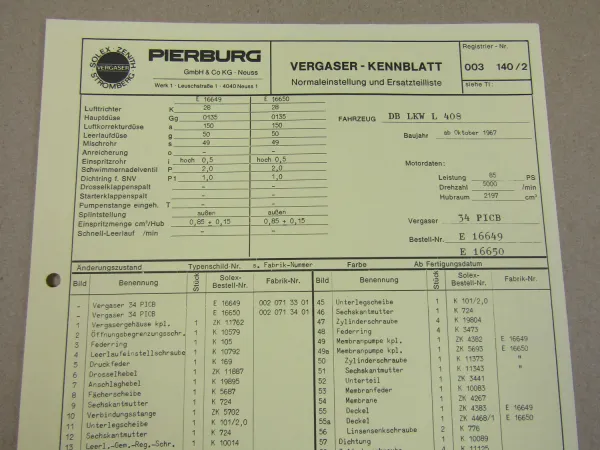 SOLEX ZENITH
VERGASER
STROMBERG
PIERBURG
GmbH & Co KG · Neuss
Werk 1 · Leuschstraße 1 · 4040 Neuss 1
VERGASER - KENNBLATT
Normaleinstellung und Ersatzteilliste
Registrier - Nr.
003 140/2
siehe TI
E 16649 E 16650
Lufttrichter K 28 28
Hauptdüse Gg 0135 0135
Luftkorrekturdüse a 150 150
Leerlaufdüse g 50 50
Mischrohr s 49 49
Anreicherung o - -
Einspritzrohr i hoch 0,5 hoch 0,5
Schwimmernadelventil P 2,0 2,0
Dichtring f. SNV P1 1,0 1,0
Drosselklappenspalt - -
Starterklappenspalt - -
Pumpenstange eingeh. T - -
Splintstellung außen außen
Einspritzmenge cm³/Hub 0,85 ± 0,15 0,85 ± 0,15
Schnell-Leerlauf /min - -
FAHRZEUG DB LKW L 408
Baujahr ab Oktober 1967
Motordaten:
Leistung 65 PS
Drehzahl 5000 /min
Hubraum 2197 cm³
Vergaser 34 PICB
Bestell-Nr. E 16649
E 16650
Änderungszustand Typenschild-Nr. s. Fabrik-Nummer Farbe Ab Fertigungsdatum
Bild Benennung Stück Solex-Bestell-Nr. Fabrik-Nr.
- Vergaser 34 PICB E 16649 002 071 33 01
- Vergaser 34 PICB E 16650 002 071 34 01
1 Vergasergehäuse kpl. 1 ZK 11762
2 Öffnungsbegrenzungsschr. 1 K 10579
3 Federring 1 K 105
4 Leerlaufeinstellschraube 1 K 10792
5 Druckfeder 1 K 169
6 Drosselhebel 1 ZK 11887
7 Anschlaghebel 1 K 19895
8 Fächerscheibe 1 K 5687
9 Sechskantmutter 1 K 724
10 Verbindungsstange 1 ZK 5702
11 Unterlegscheibe 1 K 101/2,0
12 Sechskantmutter 1 K 724
13 Leerl.-Gem.-Reg.-Schr. 1 K 10014
Bild Benennung Stück Solex-Bestell-Nr. Fabrik-Nr.
45 Unterlegscheibe 1 K 101/2,0
46 Sechskantmutter 1 K 724
47 Zylinderschraube 4 K 19804
48 Federring 4 K 3473
49 Membranpumpe kpl. 1 ZK 4382 E 16649
49a Membranpumpe kpl. 1 ZK 5693 E 16650
50 Zylinderschraube 1 K 11373 "
51 Sechskantmutter 1 K 11343 "
52 Unterteil 1 ZK 3441
53 Membranfeder 1 K 10083
54 Membrane 1 ZK 4267
55 Deckel 1 ZK 4383 E 16649
55a Deckel 1 ZK 4468/1 E 16650
56 Linsensenkschraube 2 K 776
57 Dichtung 1 K 10089